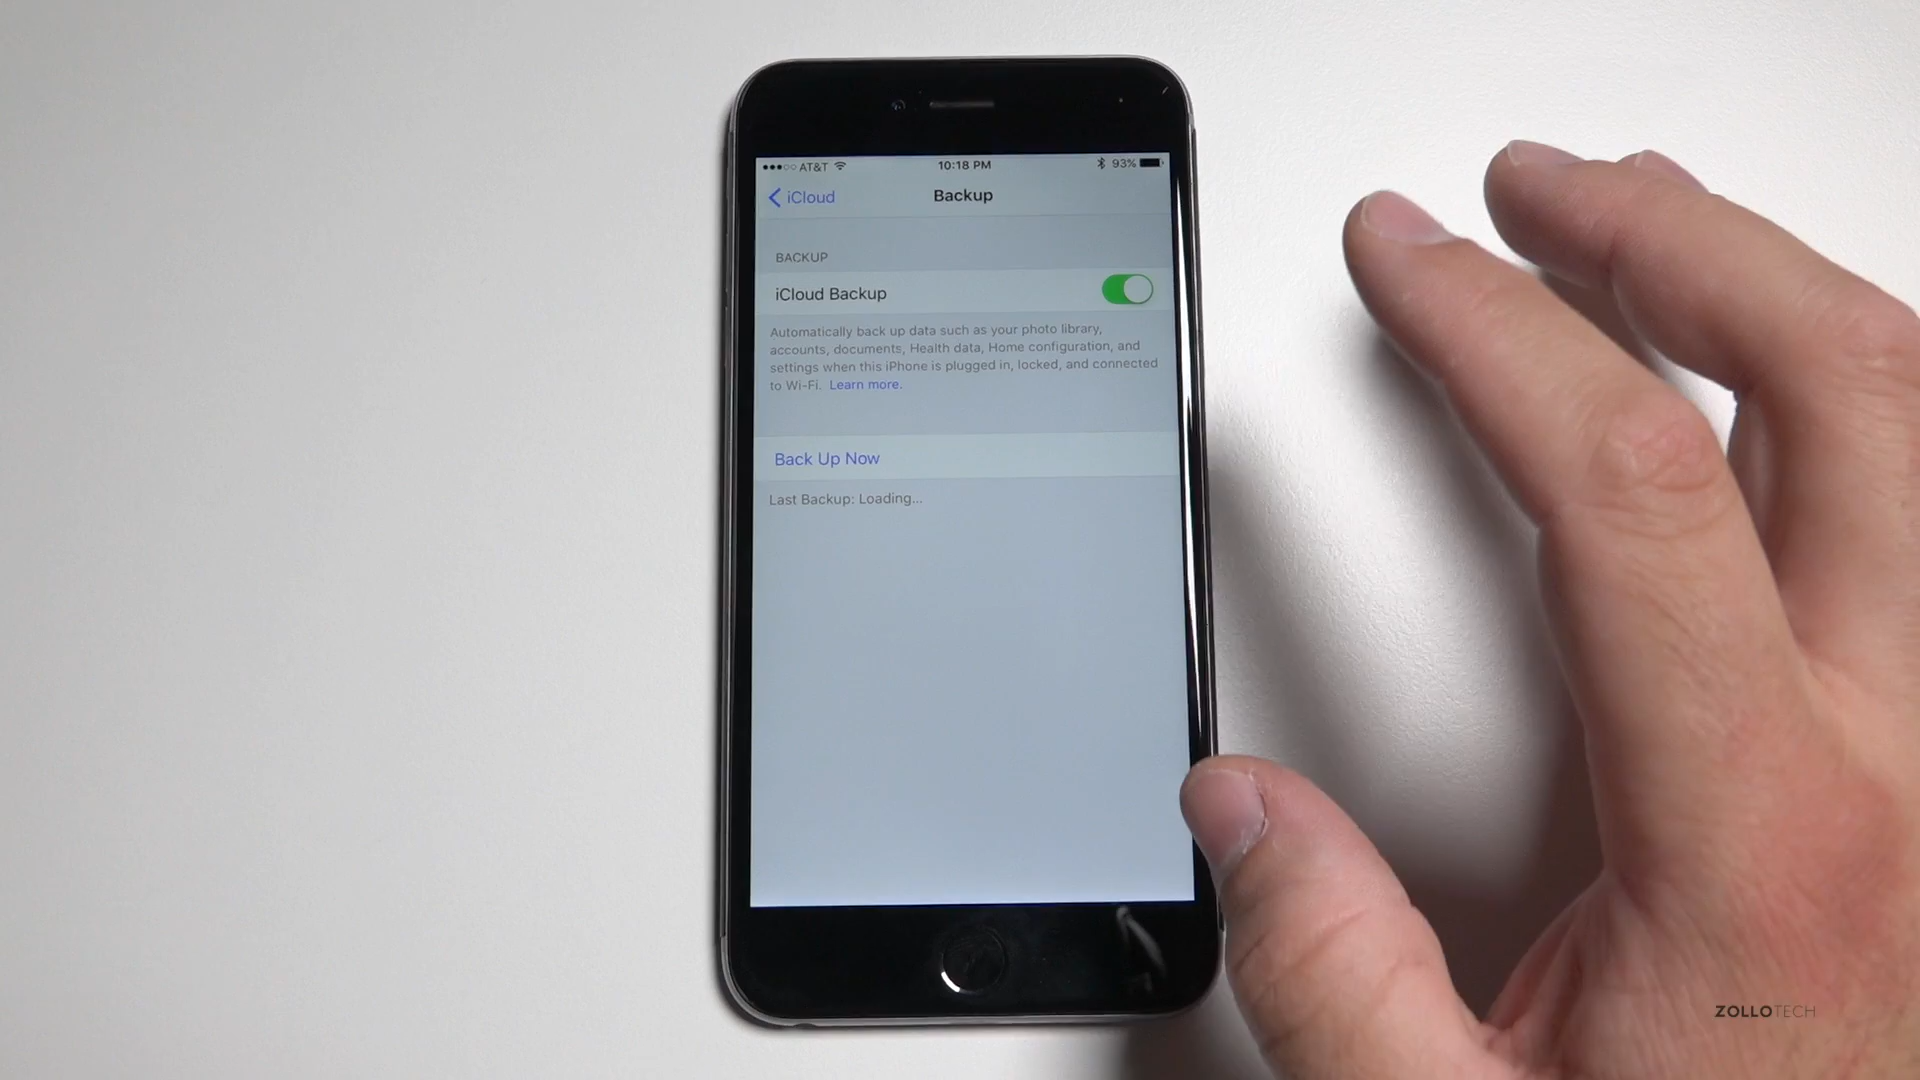 AT&T 10:18 PM 93%
iCloud Backup
BACKUP
iCloud Backup
Automatically back up data such as your photo library,
accounts, documents, Health data, Home configuration, and
settings when this iPhone is plugged in, locked, and connected
to Wi-Fi. Learn more.
Back Up Now
Last Backup: Loading...
ZOLLOTECH